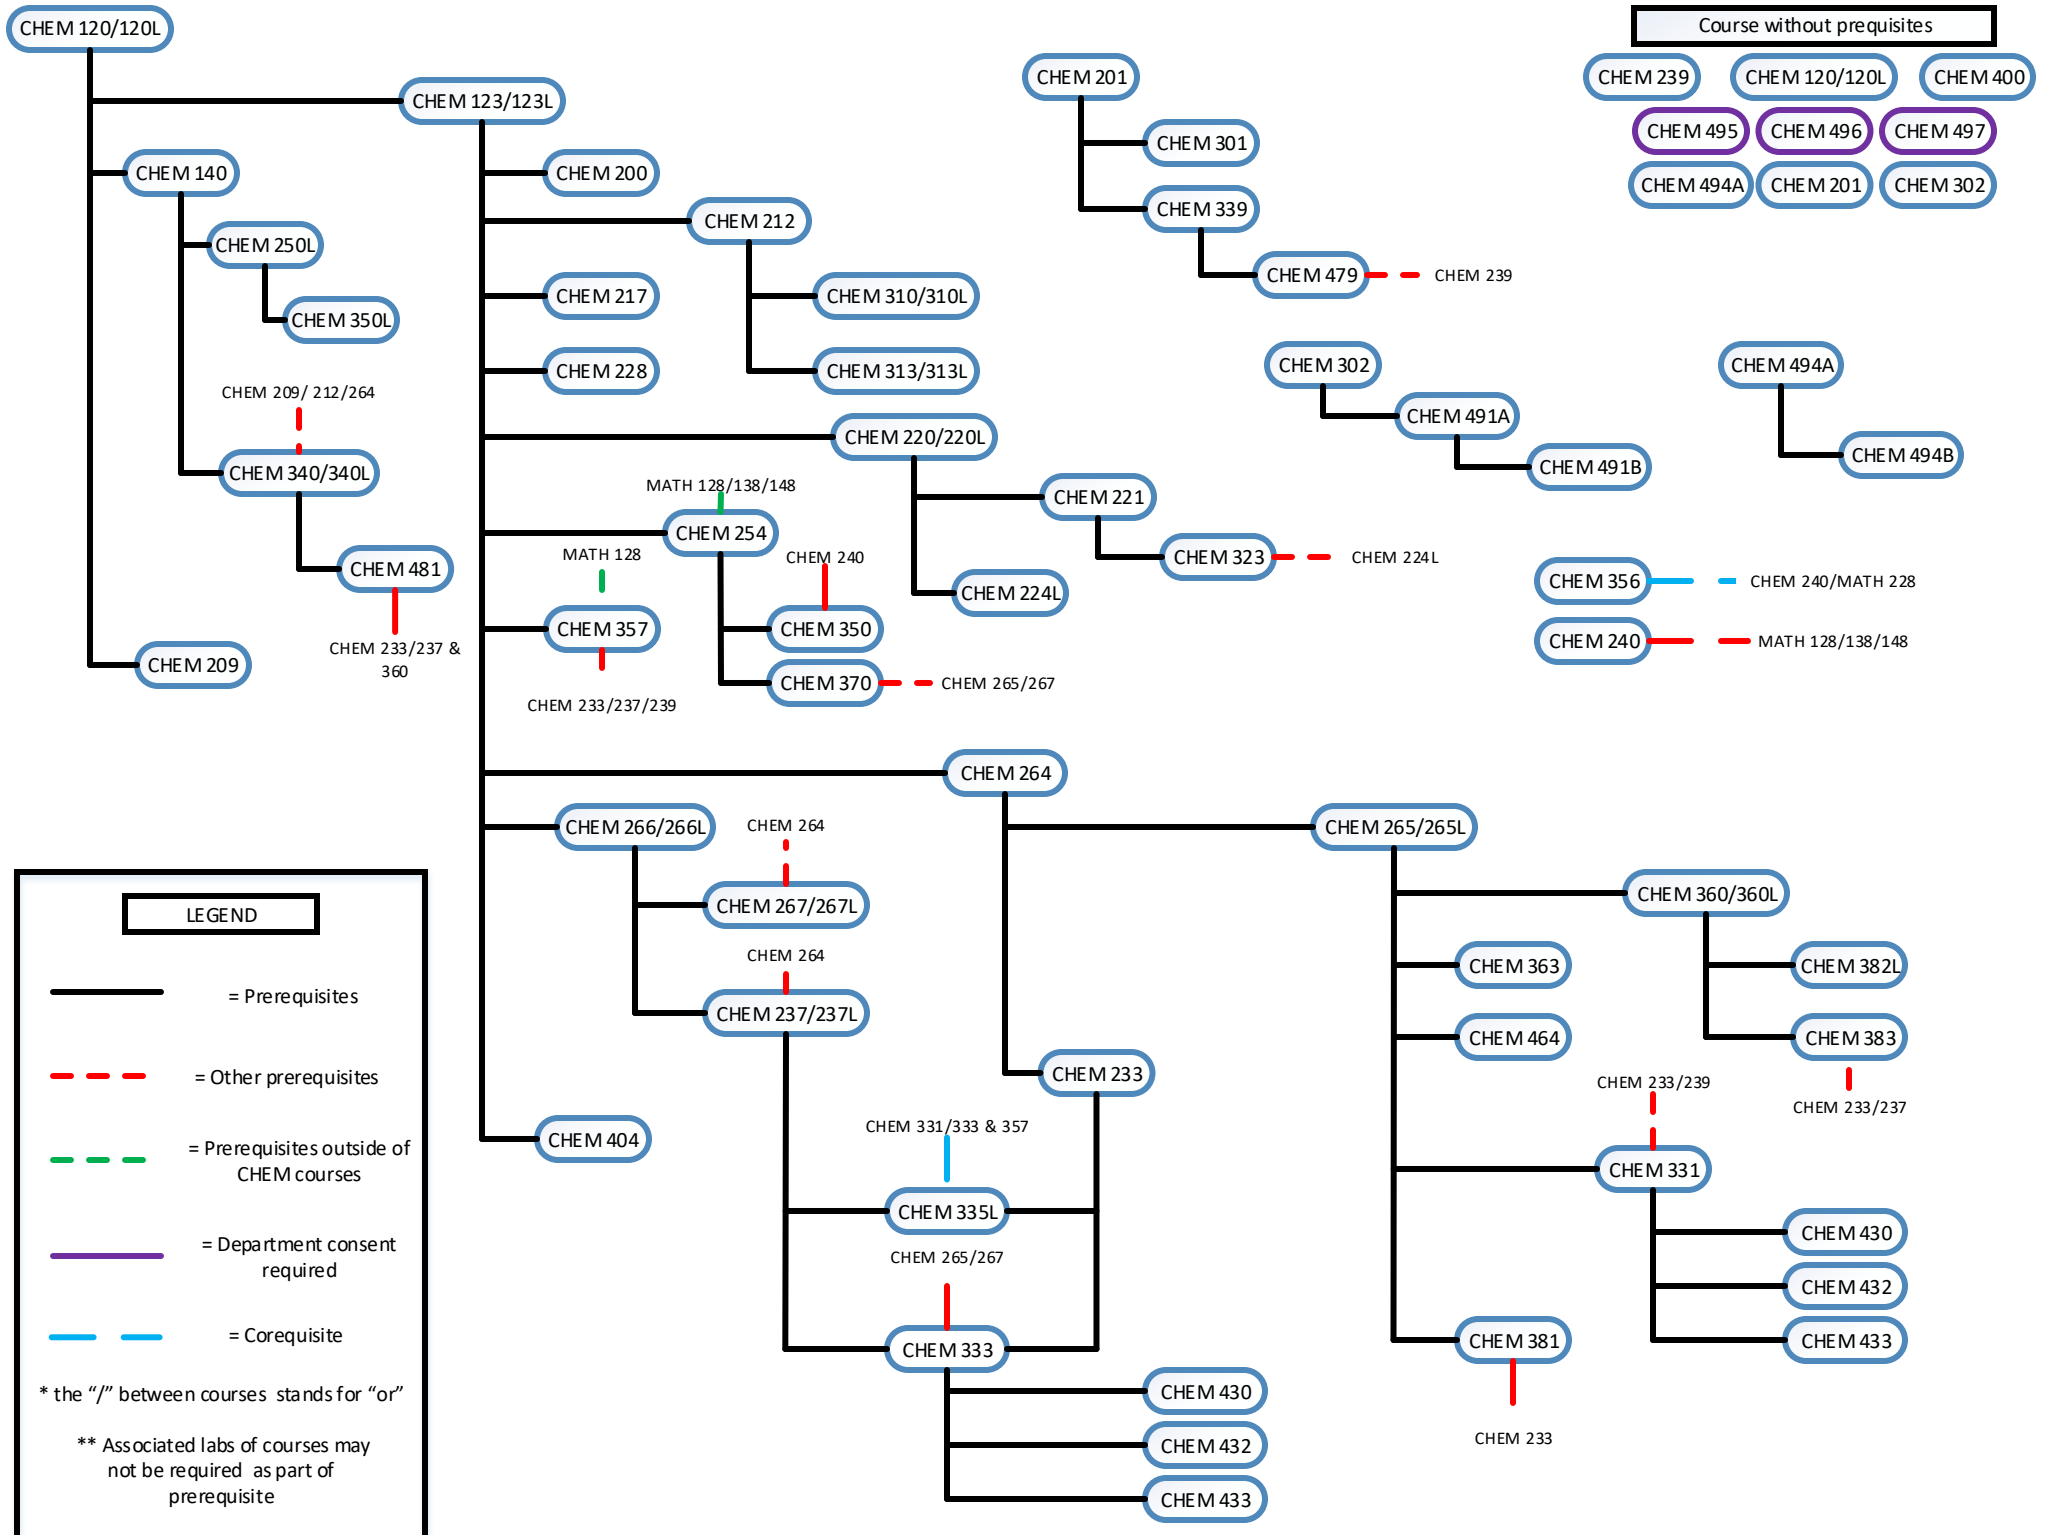 CHEM 120/120L
Course without prequisites
CHEM 201
CHEM 239
CHEM 120/120L
CHEM 400
CHEM 123/123L
CHEM 495
CHEM 496
CHEM 497
CHEM 301
CHEM 140
CHEM 200
CHEM 494A
CHEM 201
CHEM 302
CHEM 339
CHEM 212
CHEM 250L
CHEM 479
CHEM 239
CHEM 217
CHEM 310/310L
CHEM 350L
CHEM 302
CHEM 494A
CHEM 228
CHEM 313/313L
CHEM 209/ 212/264
CHEM 491A
CHEM 220/220L
CHEM 494B
CHEM 491B
CHEM 340/340L
MATH 128/138/148
CHEM 221
CHEM 254
MATH 128
CHEM 240
CHEM 323
CHEM 224L
CHEM 481
CHEM 356
CHEM 240/MATH 228
CHEM 224L
CHEM 357
CHEM 350
CHEM 240
MATH 128/138/148
CHEM 233/237 &
360
CHEM 209
CHEM 370
CHEM 265/267
CHEM 233/237/239
CHEM 264
CHEM 266/266L
CHEM 264
CHEM 265/265L
CHEM 360/360L
CHEM 267/267L
LEGEND
CHEM 264
CHEM 363
CHEM 382L
= Prerequisites
CHEM 237/237L
CHEM 464
CHEM 383
= Other prerequisites
CHEM 233
CHEM 233/239
CHEM 233/237
CHEM 331/333 & 357
CHEM 404
= Prerequisites outside of
CHEM courses
CHEM 331
CHEM 335L
CHEM 430
= Department consent
required
CHEM 265/267
CHEM 432
= Corequisite
CHEM 333
CHEM 381
CHEM 433
* the “/” between courses stands for “or”
CHEM 430
CHEM 233
** Associated labs of courses may
not be required as part of
prerequisite
CHEM 432
CHEM 433